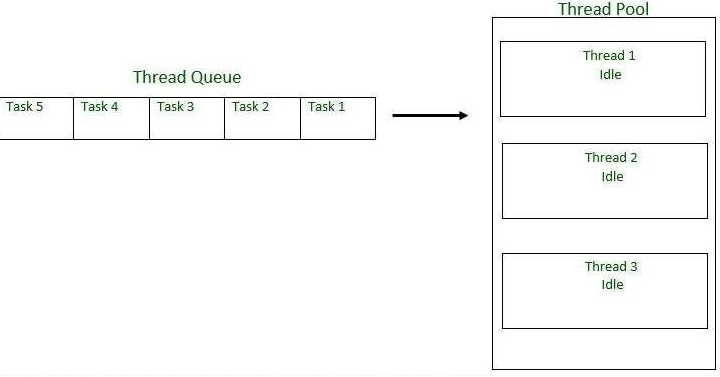 Thread Pool
Thread 1
Idle
Thread Queue
Task 5 Task 4 Task 3 Task 2 Task 1
Thread 2
Idle
Thread 3
Idle